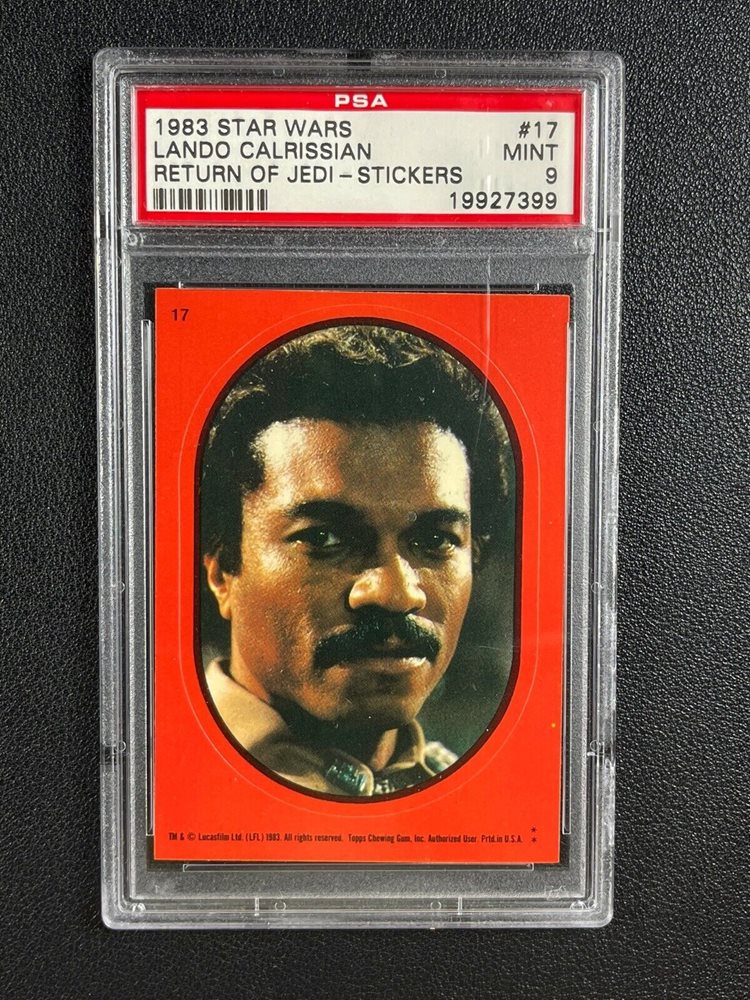 PSA
1983 STAR WARS #17
LANDO CALRISSIAN MINT
RETURN OF JEDI – STICKERS 9
19927399
17
TM & © Lucasfilm Ltd. (LFL) 1983. All rights reserved. Topps Chewing Gum, Inc. Authorized User. Prtd.in U.S.A. **